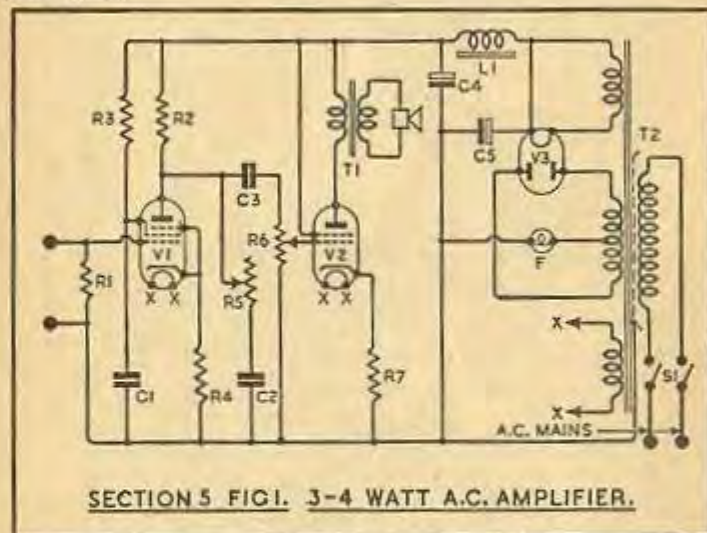 L1
C4
R3
R2
T2
C5
V3
T1
C3
R6
V1
V2
R1
F
X X
R5
X X
X
C1
R4
C2
R7
S1
X
A.C. MAINS
SECTION 5 FIG 1. 3-4 WATT A.C. AMPLIFIER.